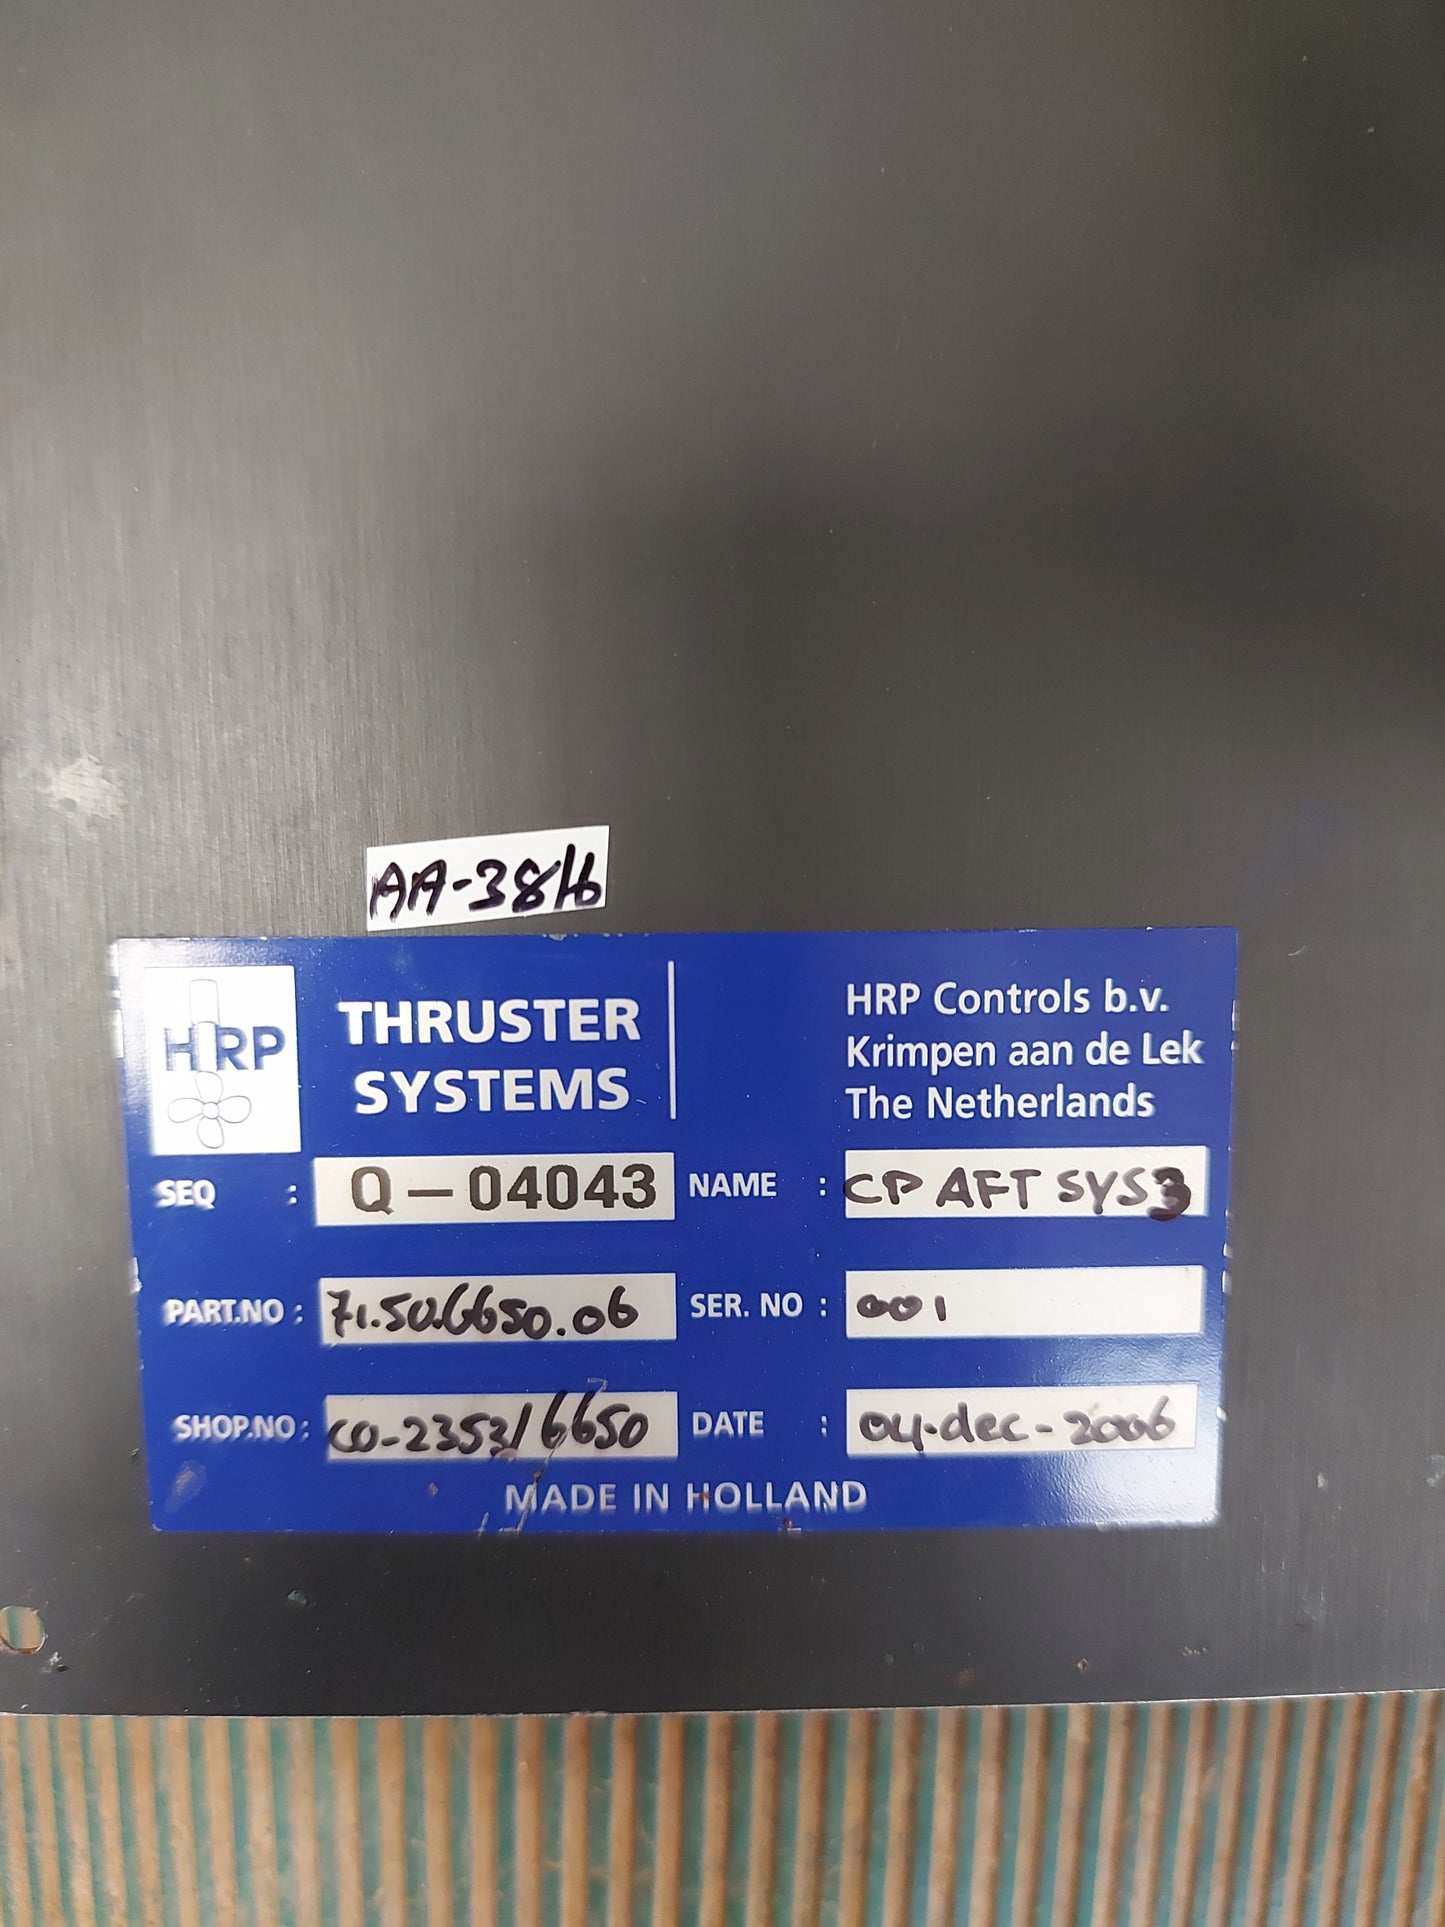 AA-3816
HRP
THRUSTER
SYSTEMS
HRP Controls b.v.
Krimpen aan de Lek
The Netherlands
SEQ : Q-04043 NAME : CP AFT SYS3
PART.NO : 71.50.6650.06 SER. NO : 001
SHOP.NO : CO-2353/6650 DATE : 04-dec-2006
MADE IN HOLLAND